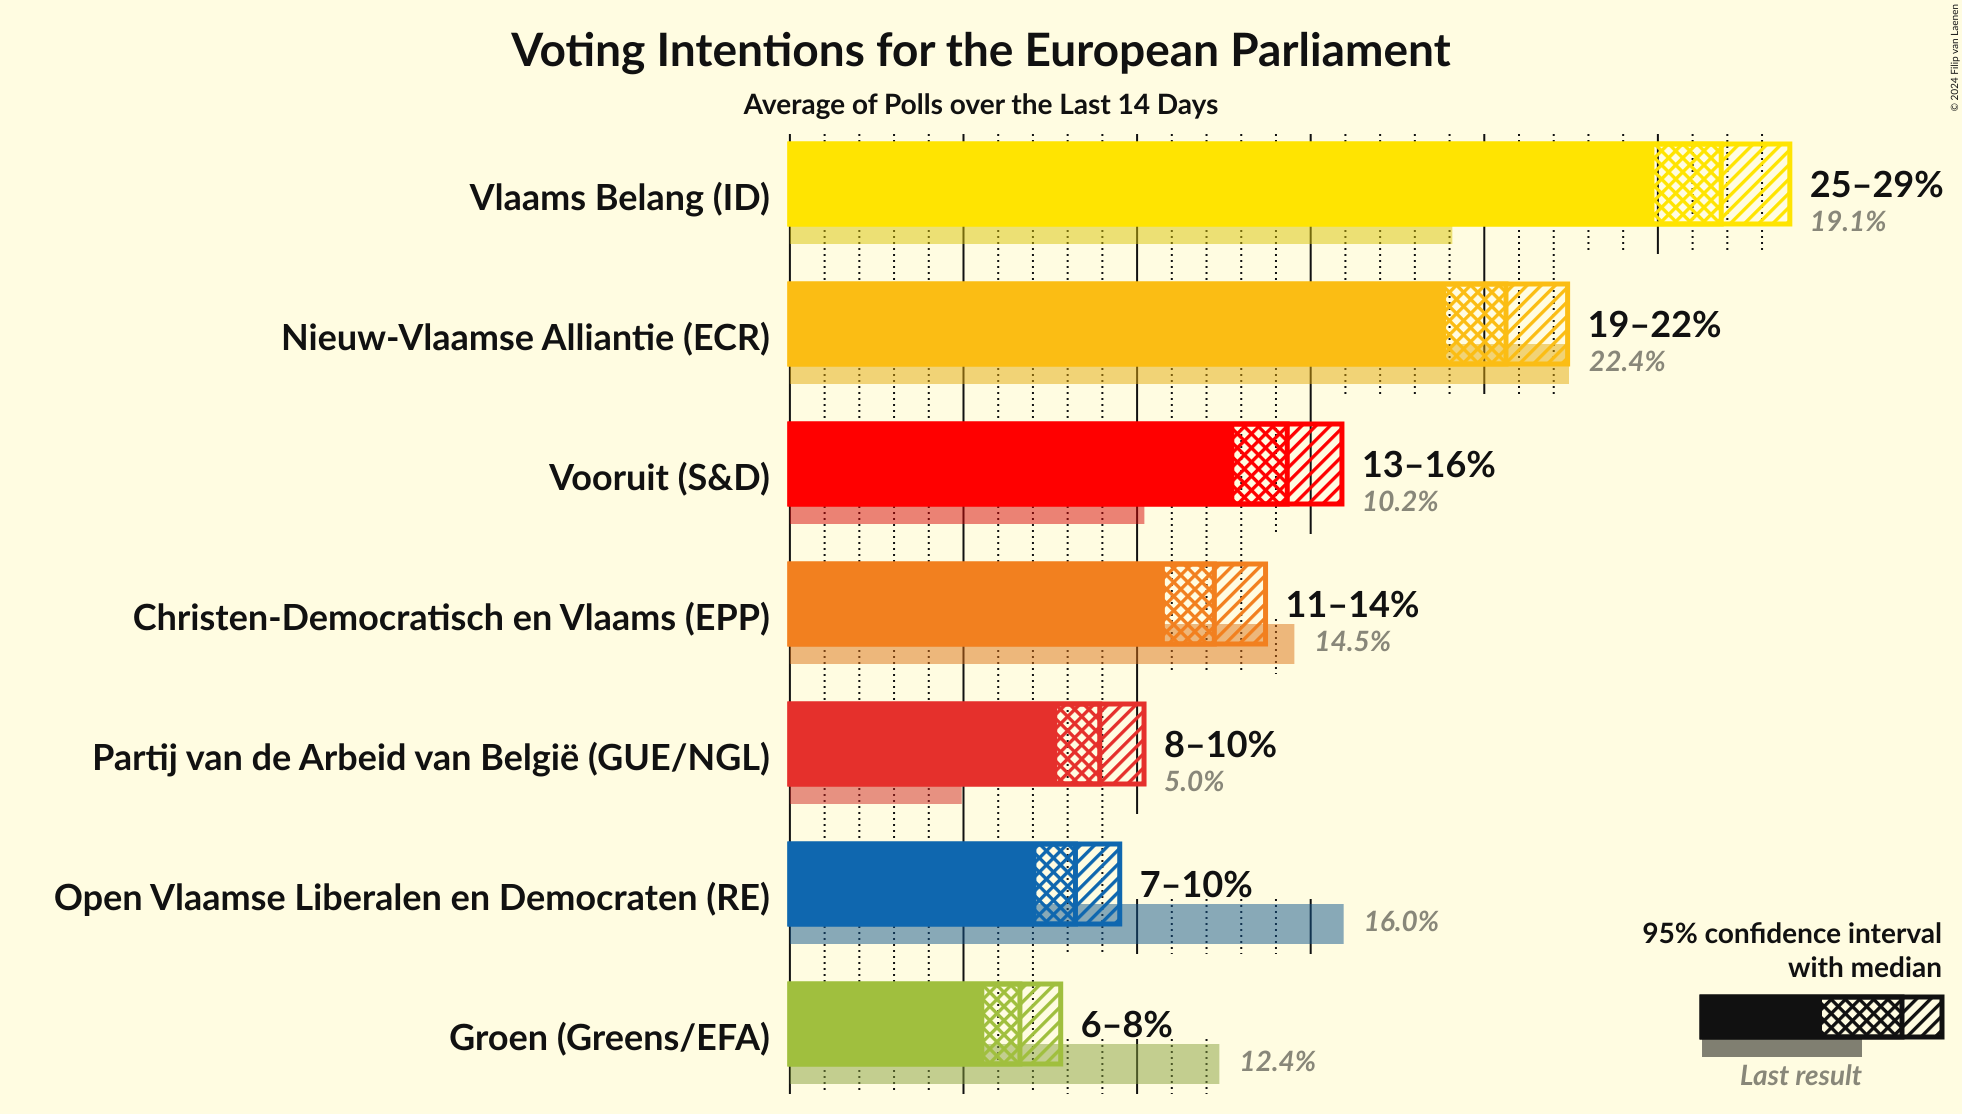 Voting Intentions for the European Parliament
Average of Polls over the Last 14 Days
© 2024 Filip van Laenen
Vlaams Belang (ID)
25–29%
19.1%
Nieuw-Vlaamse Alliantie (ECR)
19–22%
22.4%
Vooruit (S&D)
13–16%
10.2%
Christen-Democratisch en Vlaams (EPP)
11–14%
14.5%
Partij van de Arbeid van België (GUE/NGL)
8–10%
5.0%
Open Vlaamse Liberalen en Democraten (RE)
7–10%
16.0%
Groen (Greens/EFA)
6–8%
12.4%
95% confidence interval
with median
Last result